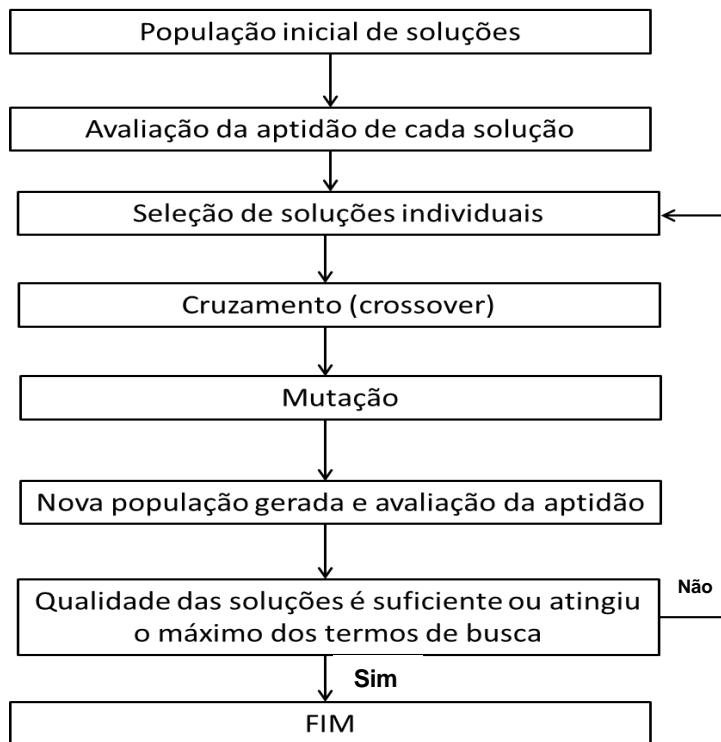 População inicial de soluções
Avaliação da aptidão de cada solução
Seleção de soluções individuais
Cruzamento (crossover)
Mutação
Nova população gerada e avaliação da aptidão
Qualidade das soluções é suficiente ou atingiu
o máximo dos termos de busca
Não
Sim
FIM